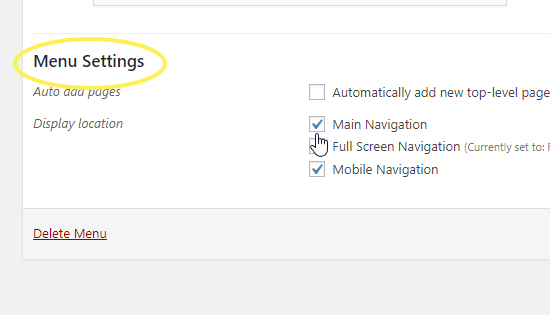 Menu Settings
Auto add pages Automatically add new top-level page
Display location Main Navigation
Full Screen Navigation (Currently set to: F
Mobile Navigation
Delete Menu